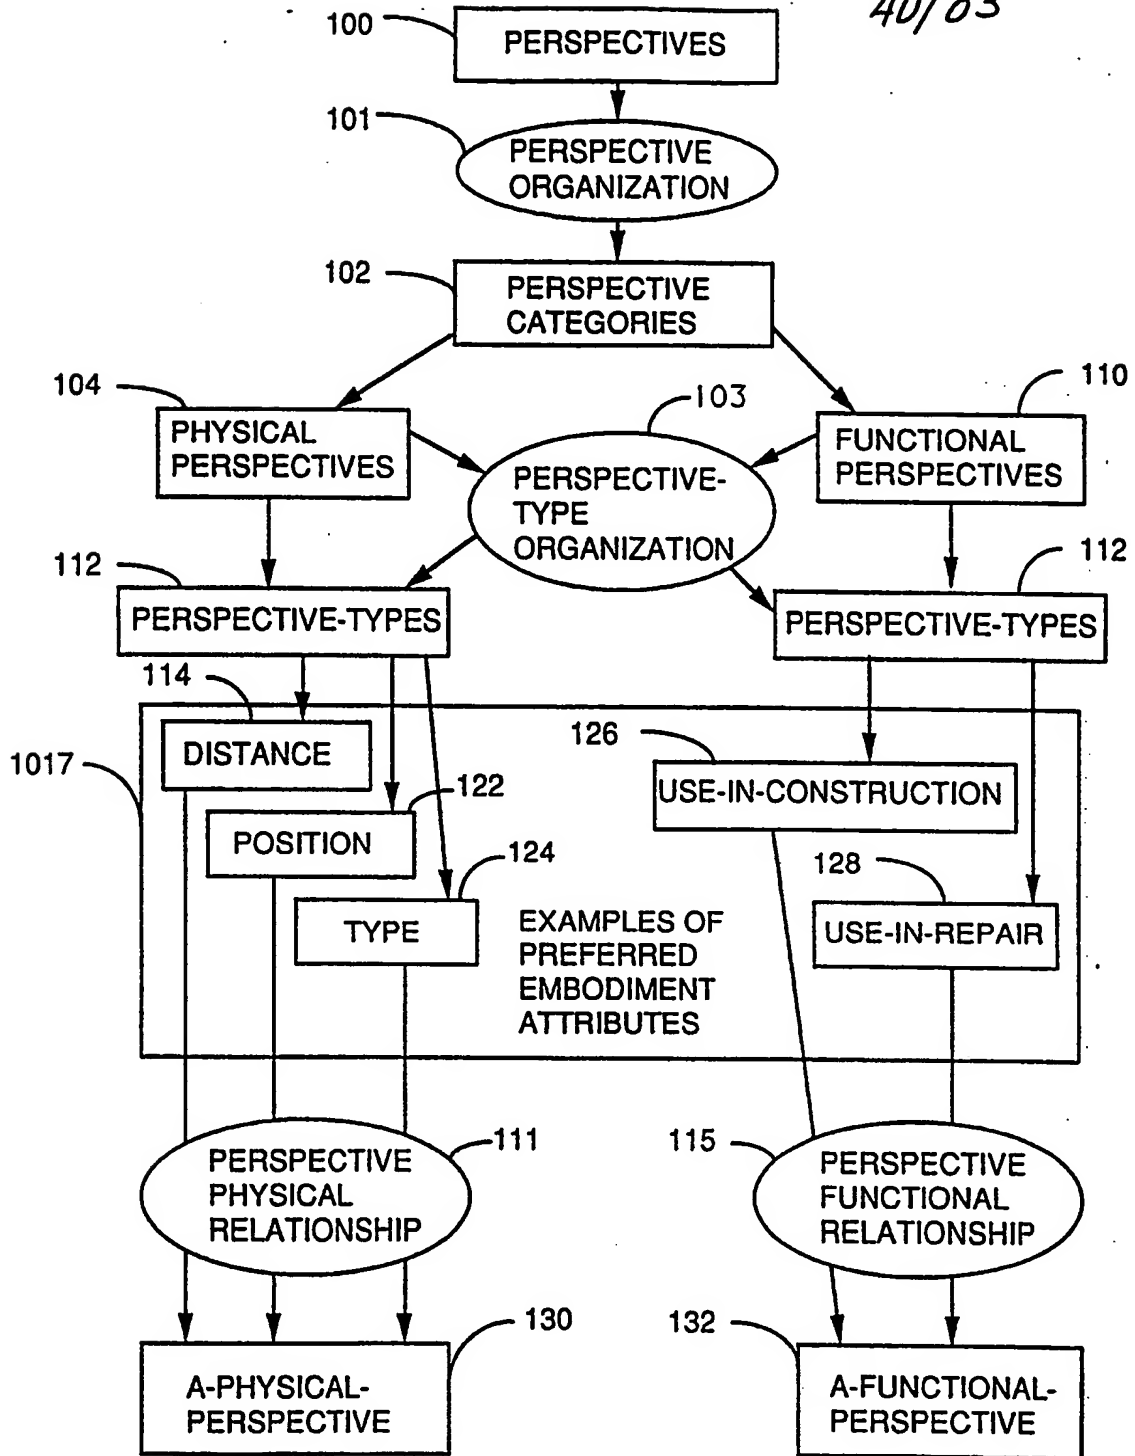 40/83
100
PERSPECTIVES
101
PERSPECTIVE
ORGANIZATION
102
PERSPECTIVE
CATEGORIES
104
103
110
PHYSICAL
PERSPECTIVES
PERSPECTIVE-
TYPE
ORGANIZATION
FUNCTIONAL
PERSPECTIVES
112
112
PERSPECTIVE-TYPES
PERSPECTIVE-TYPES
114
1017
DISTANCE
126
122
USE-IN-CONSTRUCTION
POSITION
124
128
TYPE
EXAMPLES OF
PREFERRED
EMBODIMENT
ATTRIBUTES
USE-IN-REPAIR
111
115
PERSPECTIVE
PHYSICAL
RELATIONSHIP
PERSPECTIVE
FUNCTIONAL
RELATIONSHIP
130
132
A-PHYSICAL-
PERSPECTIVE
A-FUNCTIONAL-
PERSPECTIVE